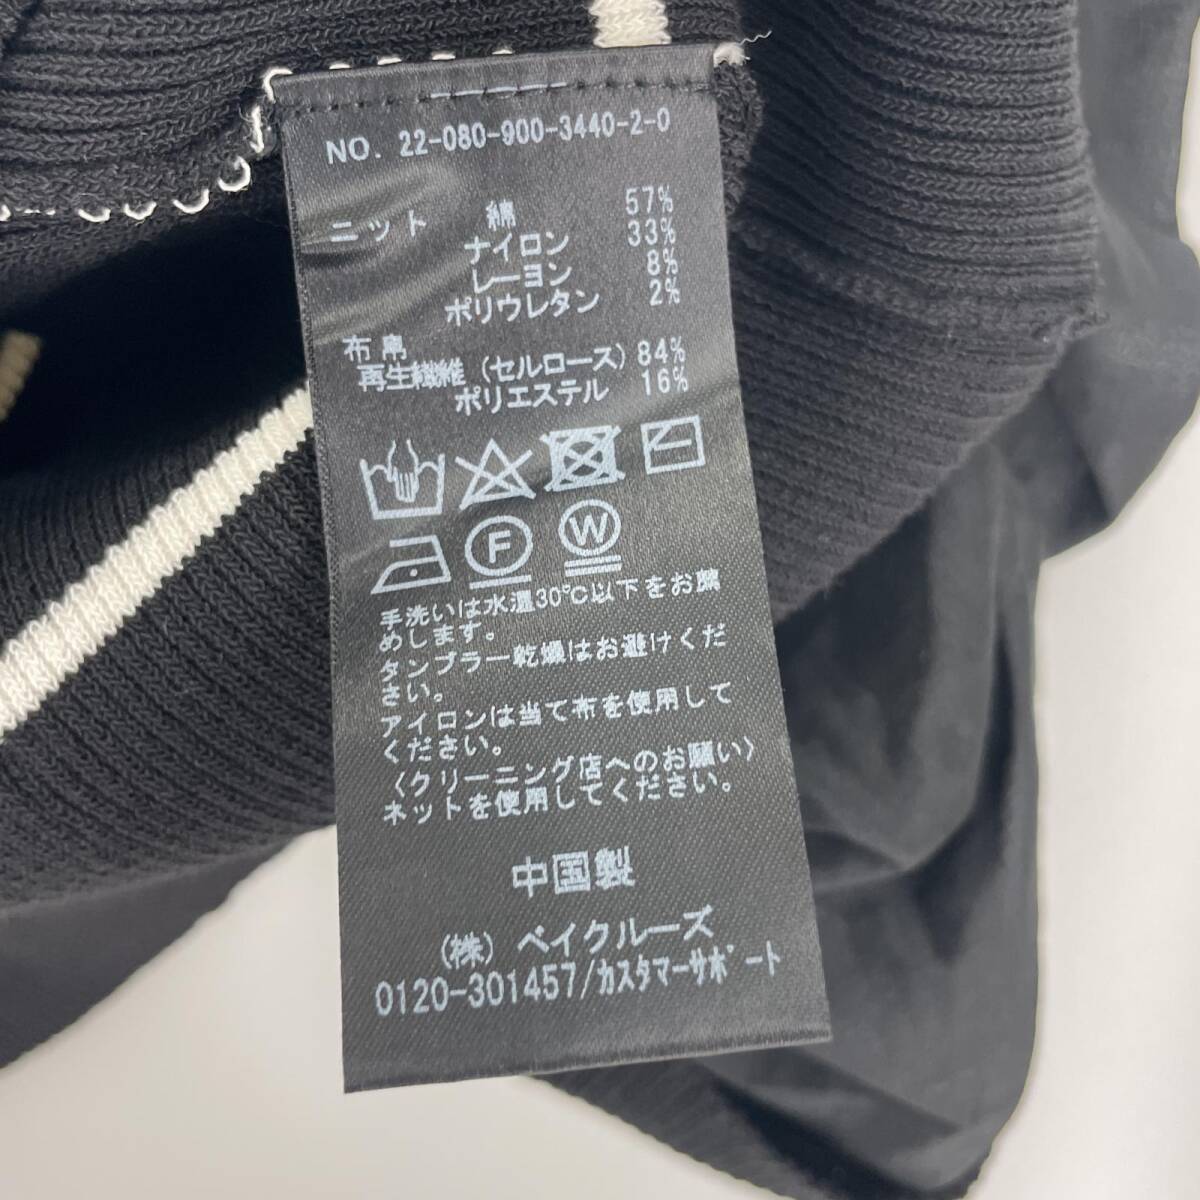 NO. 22-080-900-3440-2-0
ニット 綿 57%
ナイロン 33%
レーヨン 8%
ポリウレタン 2%
布帛
再生繊維 (セルロース) 84%
ポリエステル 16%
F W
手洗いは水温30℃以下をお薦
めします。
タンブラー乾燥はお避けくだ
さい。
アイロンは当て布を使用して
ください。
〈クリーニング店へのお願い〉
ネットを使用してください。
中国製
(株) ベイクルーズ
0120-301457/カスタマーサポート